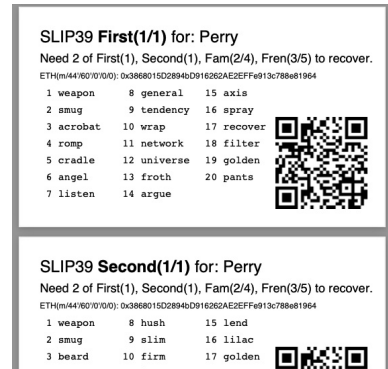 SLIP39 First(1/1) for: Perry
Need 2 of First(1), Second(1), Fam(2/4), Fren(3/5) to recover.
ETH(m/44'/60'/0'/0/0): 0x3868015D2894bD916262AE2EFFe913c788e81964
1 weapon 8 general 15 axis
2 smug 9 tendency 16 spray
3 acrobat 10 wrap 17 recover
4 romp 11 network 18 filter
5 cradle 12 universe 19 golden
6 angel 13 froth 20 pants
7 listen 14 argue
SLIP39 Second(1/1) for: Perry
Need 2 of First(1), Second(1), Fam(2/4), Fren(3/5) to recover.
ETH(m/44'/60'/0'/0/0): 0x3868015D2894bD916262AE2EFFe913c788e81964
1 weapon 8 hush 15 lend
2 smug 9 slim 16 lilac
3 beard 10 firm 17 golden